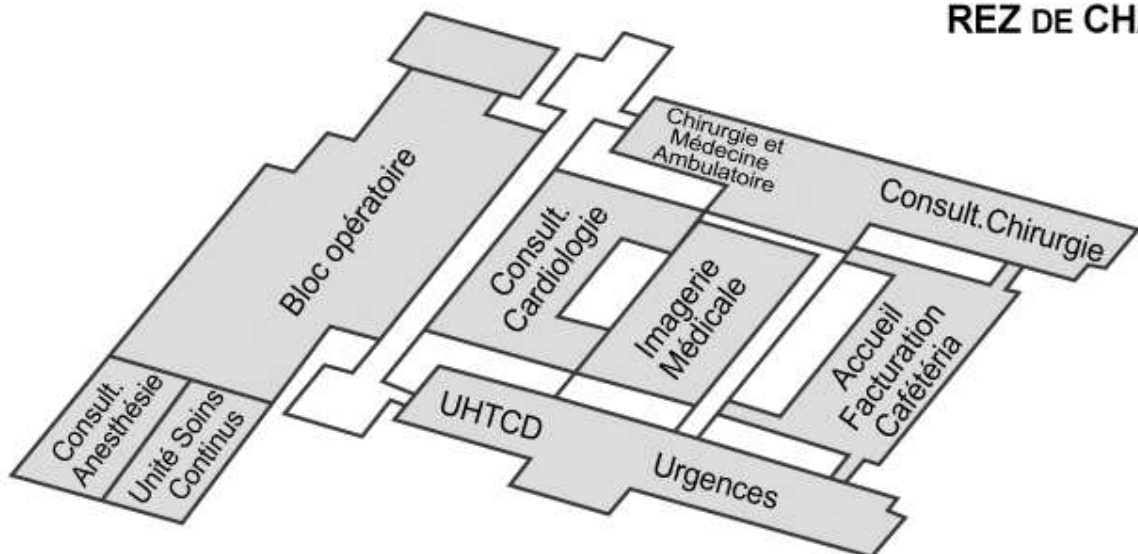 REZ DE CHA
Chirurgie et
Médecine
Ambulatoire
Consult.Chirurgie
Bloc opératoire
Consult.
Cardiologie
Imagerie
Médicale
Accueil
Facturation
Cafétéria
Consult.
Anesthésie
Unité Soins
Continus
UHTCD
Urgences